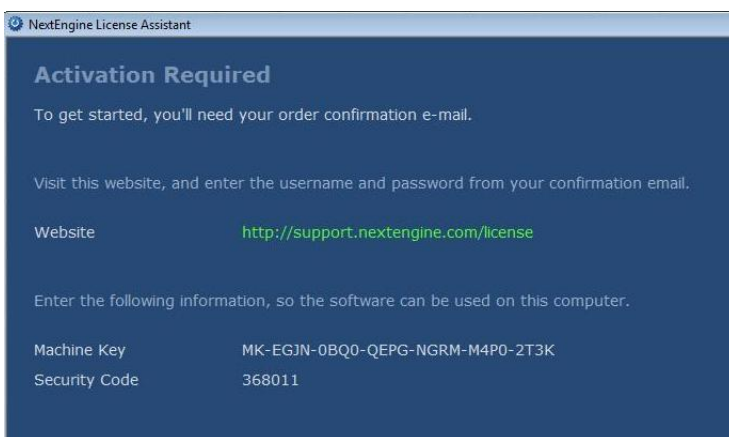 NextEngine License Assistant
Activation Required
To get started, you'll need your order confirmation e-mail.
Visit this website, and enter the username and password from your confirmation email.
Website http://support.nextengine.com/license
Enter the following information, so the software can be used on this computer.
Machine Key MK-EGJN-0BQ0-QEPG-NGRM-M4P0-2T3K
Security Code 368011